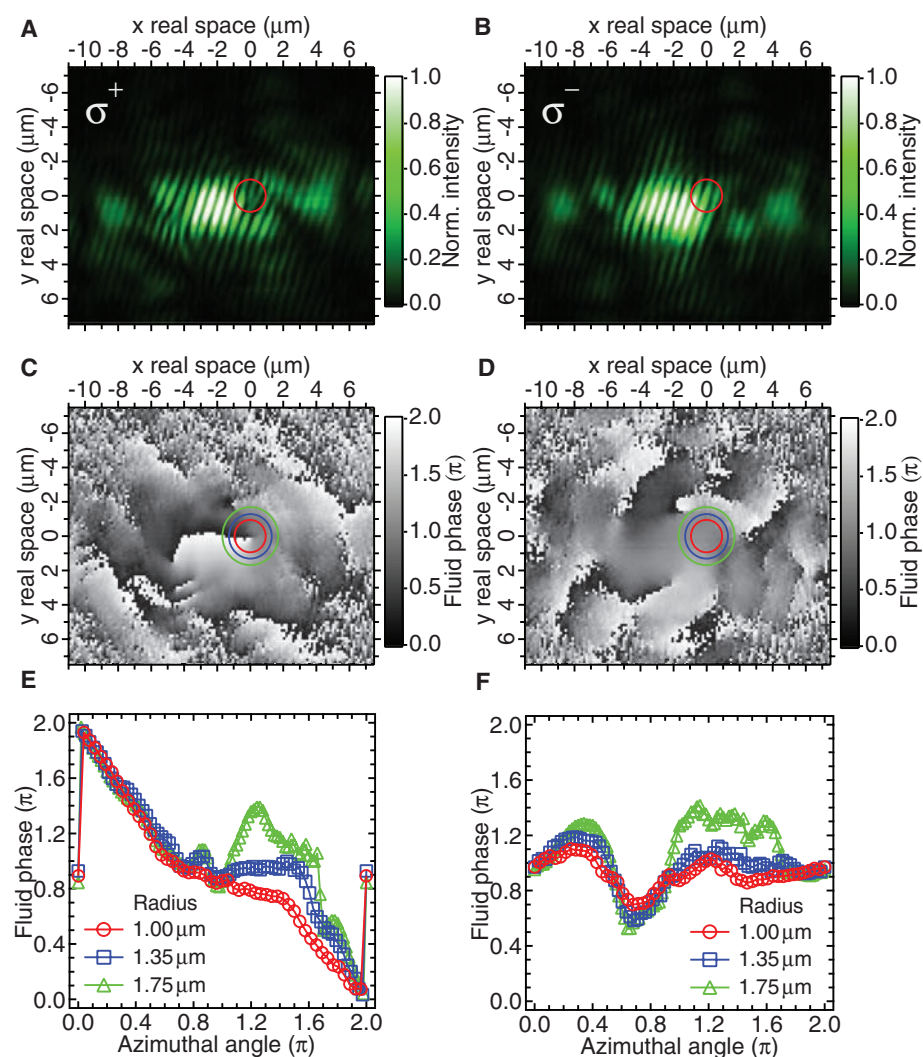 A
x real space (μm)
-10 -8 -6 -4 -2 0 2 4 6
y real space (μm)
-6
-4
-2
0
2
4
6
σ+
1.0
0.8
0.6
0.4
0.2
0.0
Norm. intensity
B
x real space (μm)
-10 -8 -6 -4 -2 0 2 4 6
y real space (μm)
-6
-4
-2
0
2
4
6
σ−
1.0
0.8
0.6
0.4
0.2
0.0
Norm. intensity
C
x real space (μm)
-10 -8 -6 -4 -2 0 2 4 6
y real space (μm)
-6
-4
-2
0
2
4
6
2.0
1.5
1.0
0.5
0.0
Fluid phase (π)
D
x real space (μm)
-10 -8 -6 -4 -2 0 2 4 6
y real space (μm)
-6
-4
-2
0
2
4
6
2.0
1.5
1.0
0.5
0.0
Fluid phase (π)
E
Fluid phase (π)
2.0
1.6
1.2
0.8
0.4
0.0
Radius
1.00 μm
1.35 μm
1.75 μm
0.0 0.4 0.8 1.2 1.6 2.0
Azimuthal angle (π)
F
Fluid phase (π)
2.0
1.6
1.2
0.8
0.4
0.0
Radius
1.00 μm
1.35 μm
1.75 μm
0.0 0.4 0.8 1.2 1.6 2.0
Azimuthal angle (π)